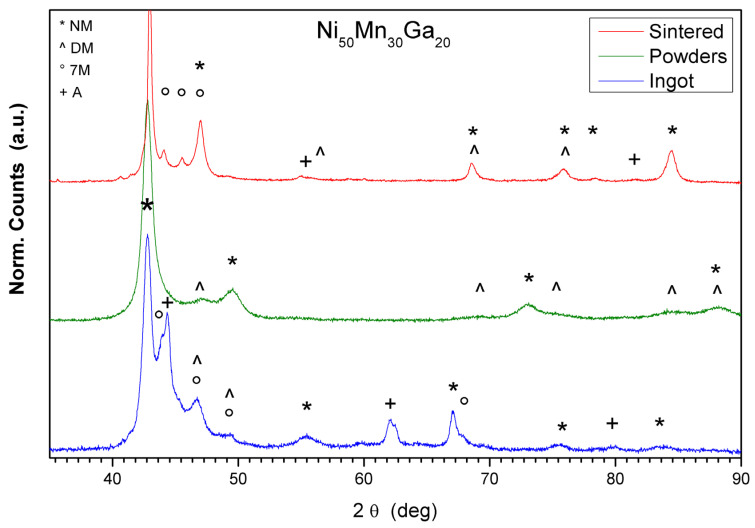 * NM
^ DM
° 7M
+ A
Ni₅₀Mn₃₀Ga₂₀
Sintered
Powders
Ingot
Norm. Counts (a.u.)
40 50 60 70 80 90
2 θ (deg)